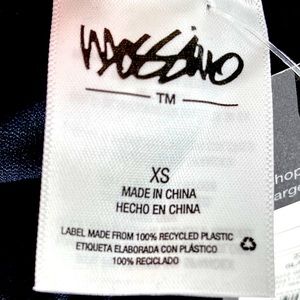 MOSSIMO
TM
XS
MADE IN CHINA
HECHO EN CHINA
LABEL MADE FROM 100% RECYCLED PLASTIC
ETIQUETA ELABORADA CON PLÁSTICO
100% RECICLADO